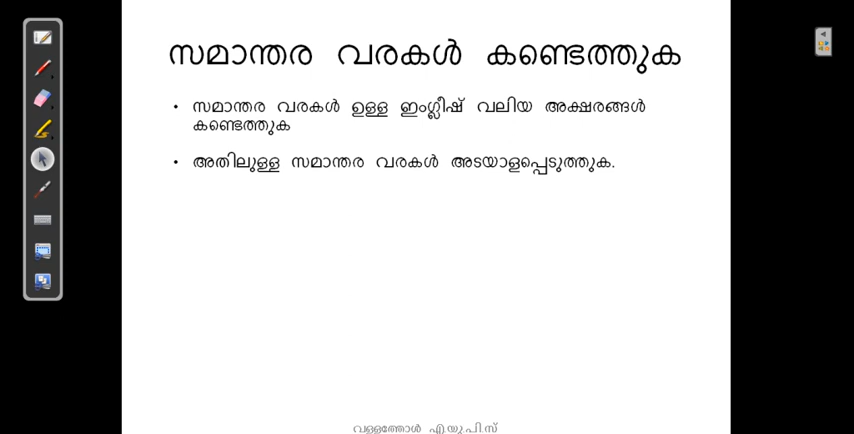 സമാന്തര വരകൾ കണ്ടെത്തുക
• സമാന്തര വരകൾ ഉള്ള ഇംഗ്ലീഷ് വലിയ അക്ഷരങ്ങൾ
കണ്ടെത്തുക
• അതിലുള്ള സമാന്തര വരകൾ അടയാളപ്പെടുത്തുക.
വള്ളത്തോൾ എ.യു.പി.സ്